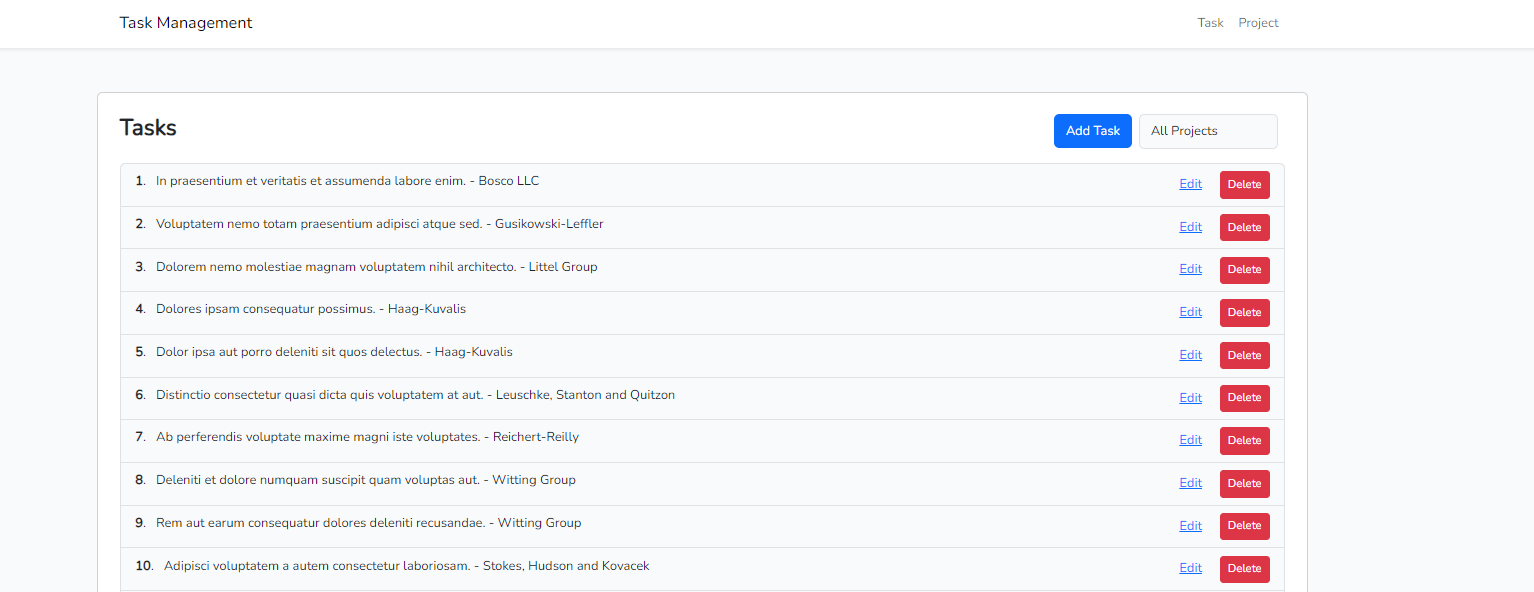 Task Management Task Project
Tasks
Add Task All Projects
1. In praesentium et veritatis et assumenda labore enim. - Bosco LLC Edit Delete
2. Voluptatem nemo totam praesentium adipisci atque sed. - Gusikowski-Leffler Edit Delete
3. Dolorem nemo molestiae magnam voluptatem nihil architecto. - Littel Group Edit Delete
4. Dolores ipsam consequatur possimus. - Haag-Kuvalis Edit Delete
5. Dolor ipsa aut porro deleniti sit quos delectus. - Haag-Kuvalis Edit Delete
6. Distinctio consectetur quasi dicta quis voluptatem at aut. - Leuschke, Stanton and Quitzon Edit Delete
7. Ab perferendis voluptate maxime magni iste voluptates. - Reichert-Reilly Edit Delete
8. Deleniti et dolore numquam suscipit quam voluptas aut. - Witting Group Edit Delete
9. Rem aut earum consequatur dolores deleniti recusandae. - Witting Group Edit Delete
10. Adipisci voluptatem a autem consectetur laboriosam. - Stokes, Hudson and Kovacek Edit Delete